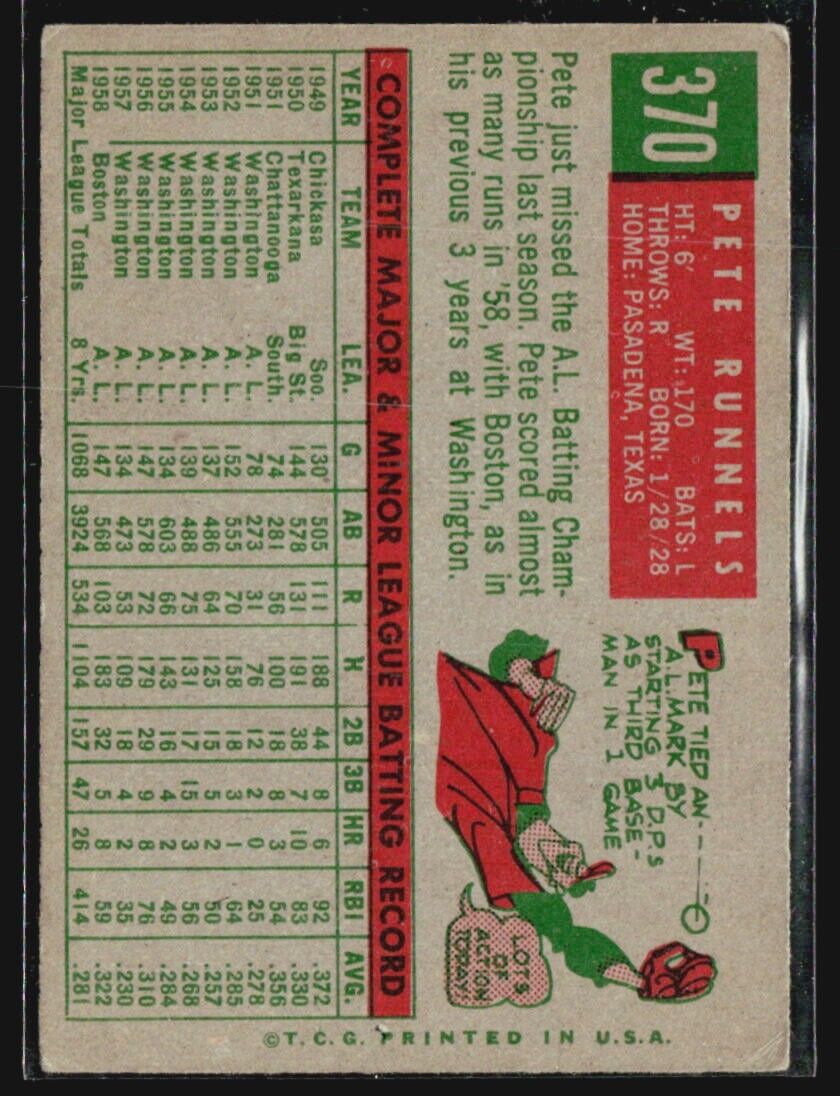 370
PETE RUNNELS
HT: 6' WT: 170 BATS: L
THROWS: R BORN: 1/28/28
HOME: PASADENA, TEXAS
Pete just missed the A.L. Batting Cham-
pionship last season. Pete scored almost
as many runs in '58, with Boston, as in
his previous 3 years at Washington.
PETE TIED AN
A.L. MARK BY
STARTING 3 D.P.S
AS THIRD BASE-
MAN IN 1 GAME
LOTS
OF
ACTION
TODAY!
COMPLETE MAJOR & MINOR LEAGUE BATTING RECORD
YEAR TEAM LEA. G AB R H 2B 3B HR RBI AVG.
1949 Chickasa Soo. 130 505 111 188 44 8 6 92 .372
1950 Texarkana Big St. 144 578 131 191 38 7 10 83 .330
1951 Chattanooga South. 74 281 56 100 18 8 3 54 .356
1951 Washington A. L. 78 273 31 76 12 2 0 25 .278
1952 Washington A. L. 152 555 70 158 18 3 1 64 .285
1953 Washington A. L. 137 486 64 125 15 5 2 50 .257
1954 Washington A. L. 139 488 75 131 17 15 3 56 .268
1955 Washington A. L. 134 603 66 143 16 4 2 49 .284
1956 Washington A. L. 147 578 72 179 29 9 8 76 .310
1957 Washington A. L. 134 473 53 109 18 4 2 35 .230
1958 Boston A. L. 147 568 103 183 32 5 8 59 .322
Major League Totals 8 Yrs. 1068 3924 534 1104 157 47 26 414 .281
©T.C.G. PRINTED IN U.S.A.